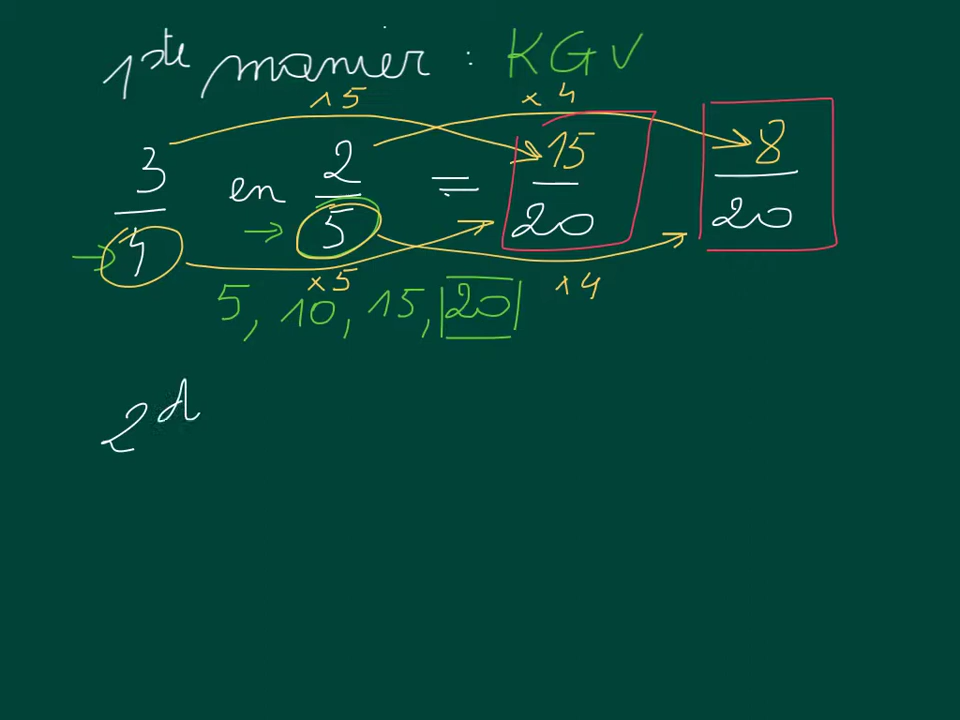 1ste manier : KGV
x5 x4
3/4 en 2/5 = 15/20 8/20
x5 x4
5, 10, 15, 20
2d